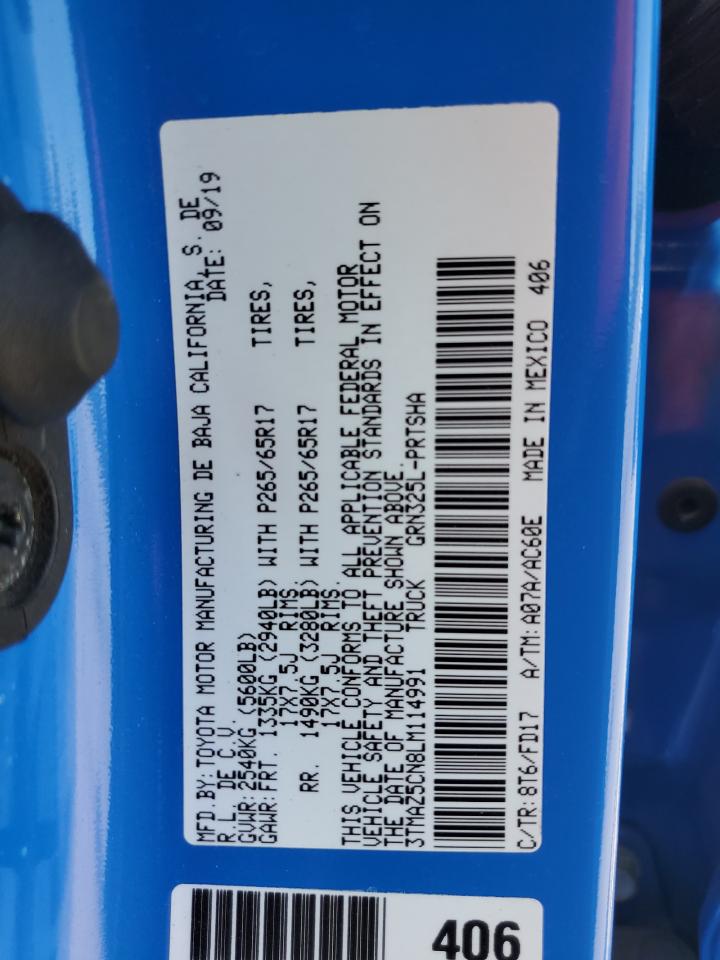 MFD.BY: TOYOTA MOTOR MANUFACTURING DE BAJA CALIFORNIA, S. DE
R.L. DE C.V. DATE: 09/19
GVWR: 2540KG (5600LB)
GAWR: FRT. 1335KG (2940LB) WITH P265/65R17 TIRES,
17X7.5J RIMS.
RR. 1490KG (3280LB) WITH P265/65R17 TIRES,
17X7.5J RIMS.
THIS VEHICLE CONFORMS TO ALL APPLICABLE FEDERAL MOTOR
VEHICLE SAFETY AND THEFT PREVENTION STANDARDS IN EFFECT ON
THE DATE OF MANUFACTURE SHOWN ABOVE.
3TMAZ5CN8LM114991 TRUCK GRN325L-PRTSHA
C/TR: 8T6/FD17 A/TM: A07A/AC60E MADE IN MEXICO 406
406